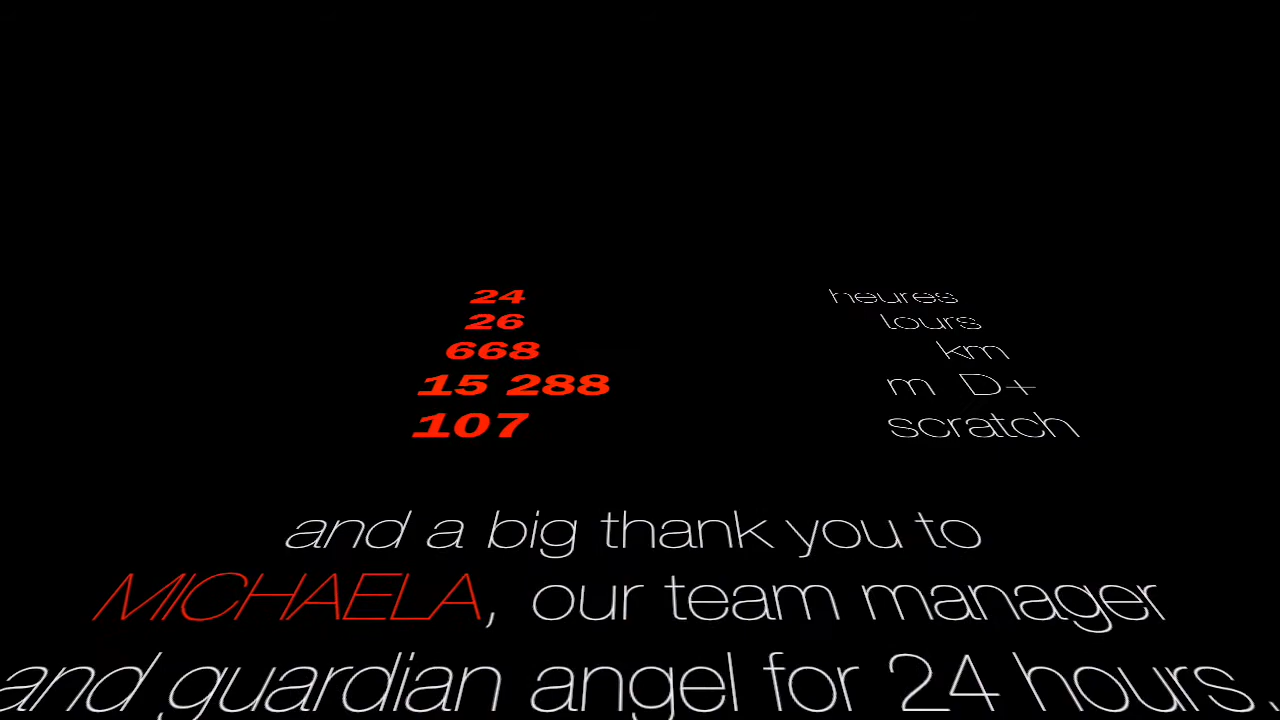 24 heures
26 tours
668 km
15 288 m D+
107 scratch
and a big thank you to
MICHAELA, our team manager
and guardian angel for 24 hours.